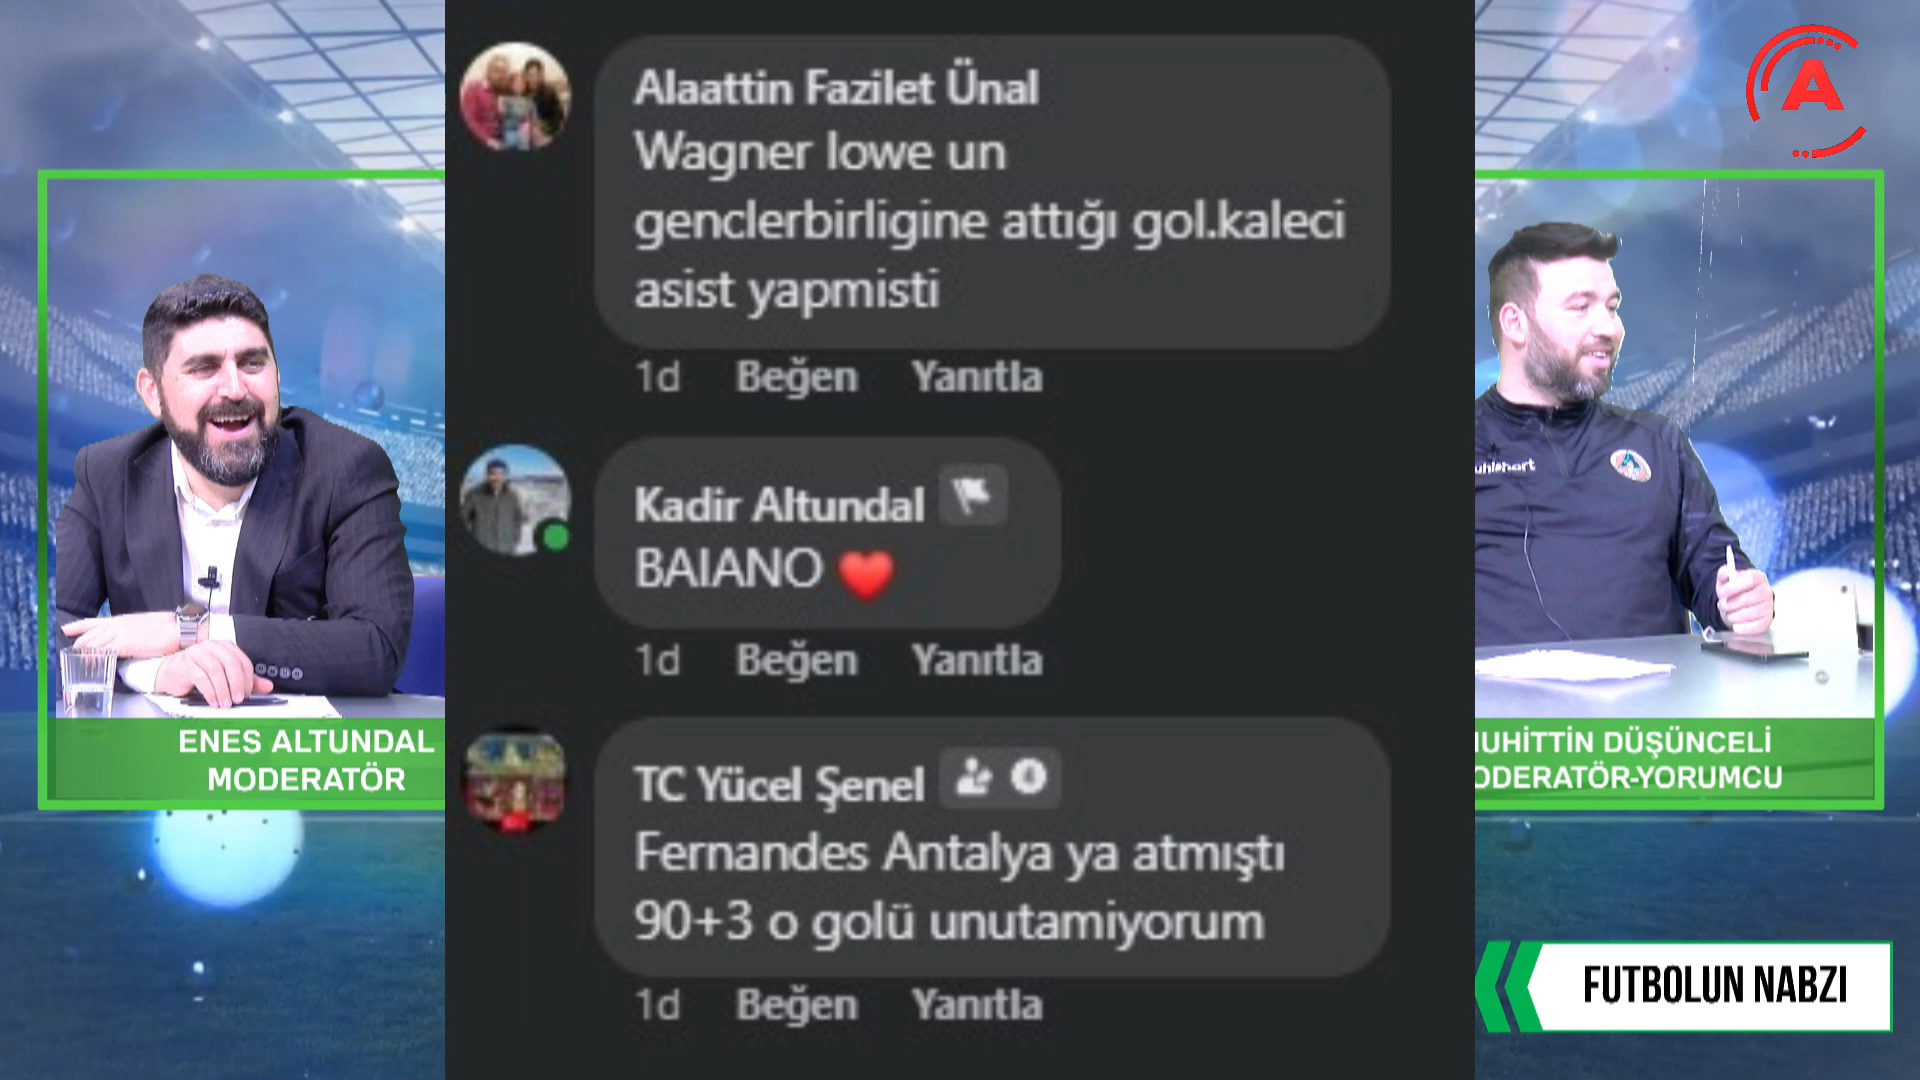 A
Alaattin Fazilet Ünal
Wagner lowe un
genclerbirligine attığı gol.kaleci
asist yapmisti
1d Beğen Yanıtla
Kadir Altundal
BAIANO ❤️
1d Beğen Yanıtla
TC Yücel Şenel
Fernandes Antalya ya atmıştı
90+3 o golü unutamiyorum
1d Beğen Yanıtla
ENES ALTUNDAL
MODERATÖR
UHİTTİN DÜŞÜNCELİ
ODERATÖR-YORUMCU
FUTBOLUN NABZI